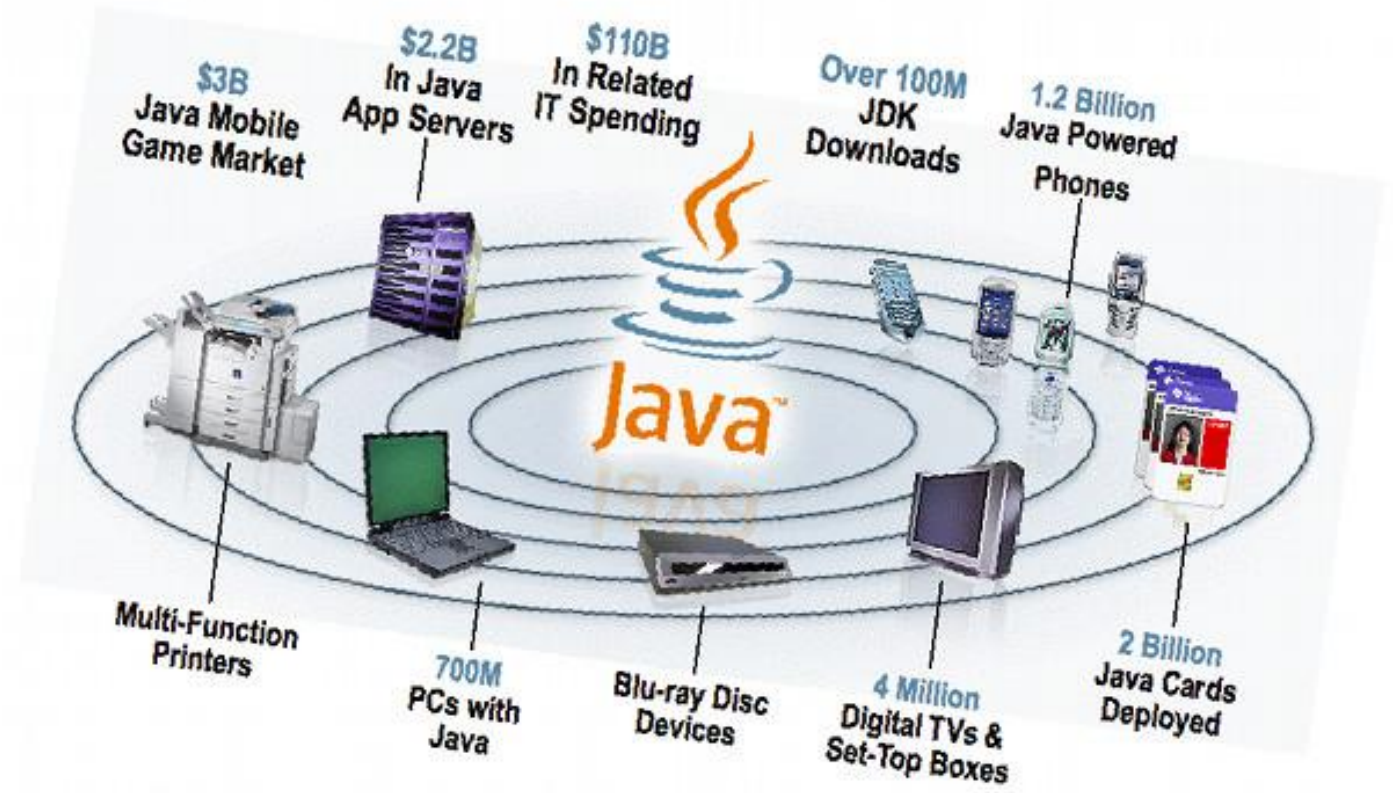 $3B
Java Mobile
Game Market
$2.2B
In Java
App Servers
$110B
In Related
IT Spending
Over 100M
JDK
Downloads
1.2 Billion
Java Powered
Phones
Java™
Multi-Function
Printers
700M
PCs with
Java
Blu-ray Disc
Devices
4 Million
Digital TVs &
Set-Top Boxes
2 Billion
Java Cards
Deployed